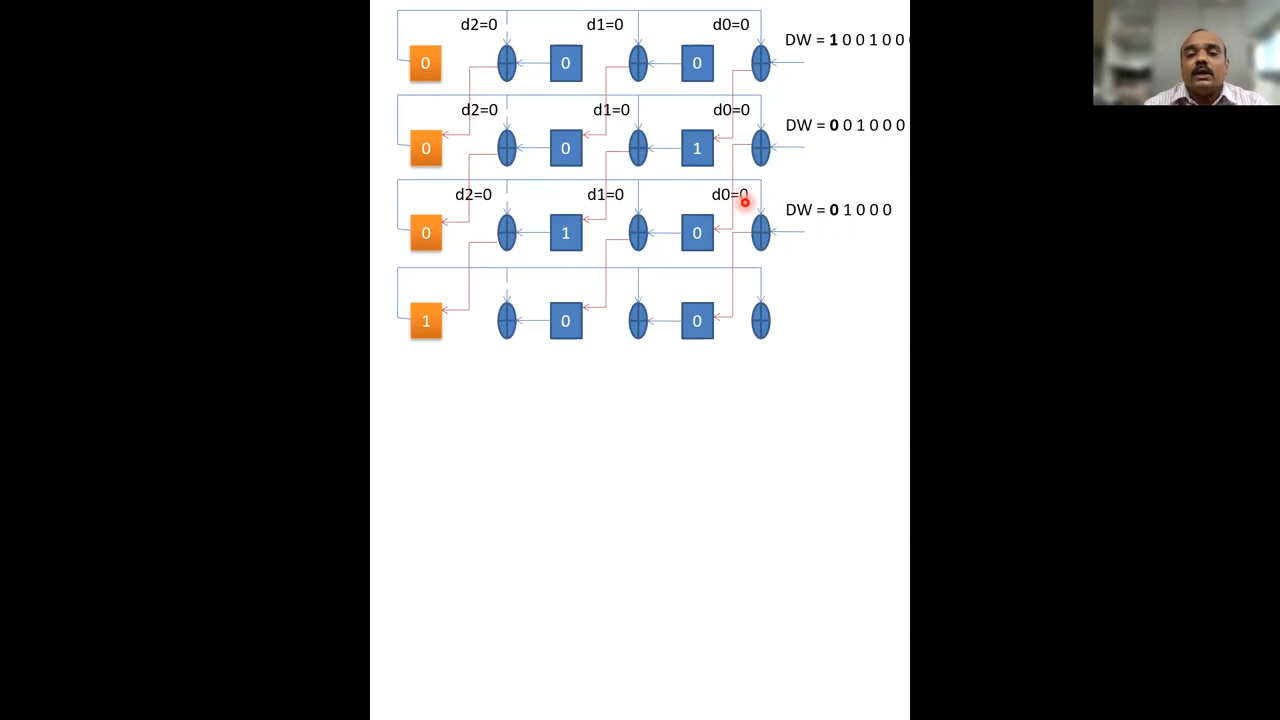 d2=0 d1=0 d0=0
DW = 1 0 0 1 0 0
0 0 0
d2=0 d1=0 d0=0
DW = 0 0 1 0 0 0
0 0 1
d2=0 d1=0 d0=0
DW = 0 1 0 0 0
0 1 0
1 0 0